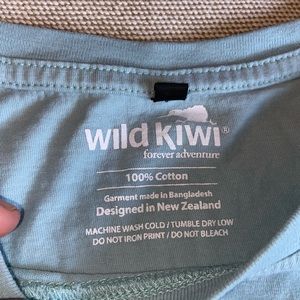 wild kiwi®
forever adventure
100% Cotton
Garment made in Bangladesh
Designed in New Zealand
MACHINE WASH COLD / TUMBLE DRY LOW
DO NOT IRON PRINT / DO NOT BLEACH